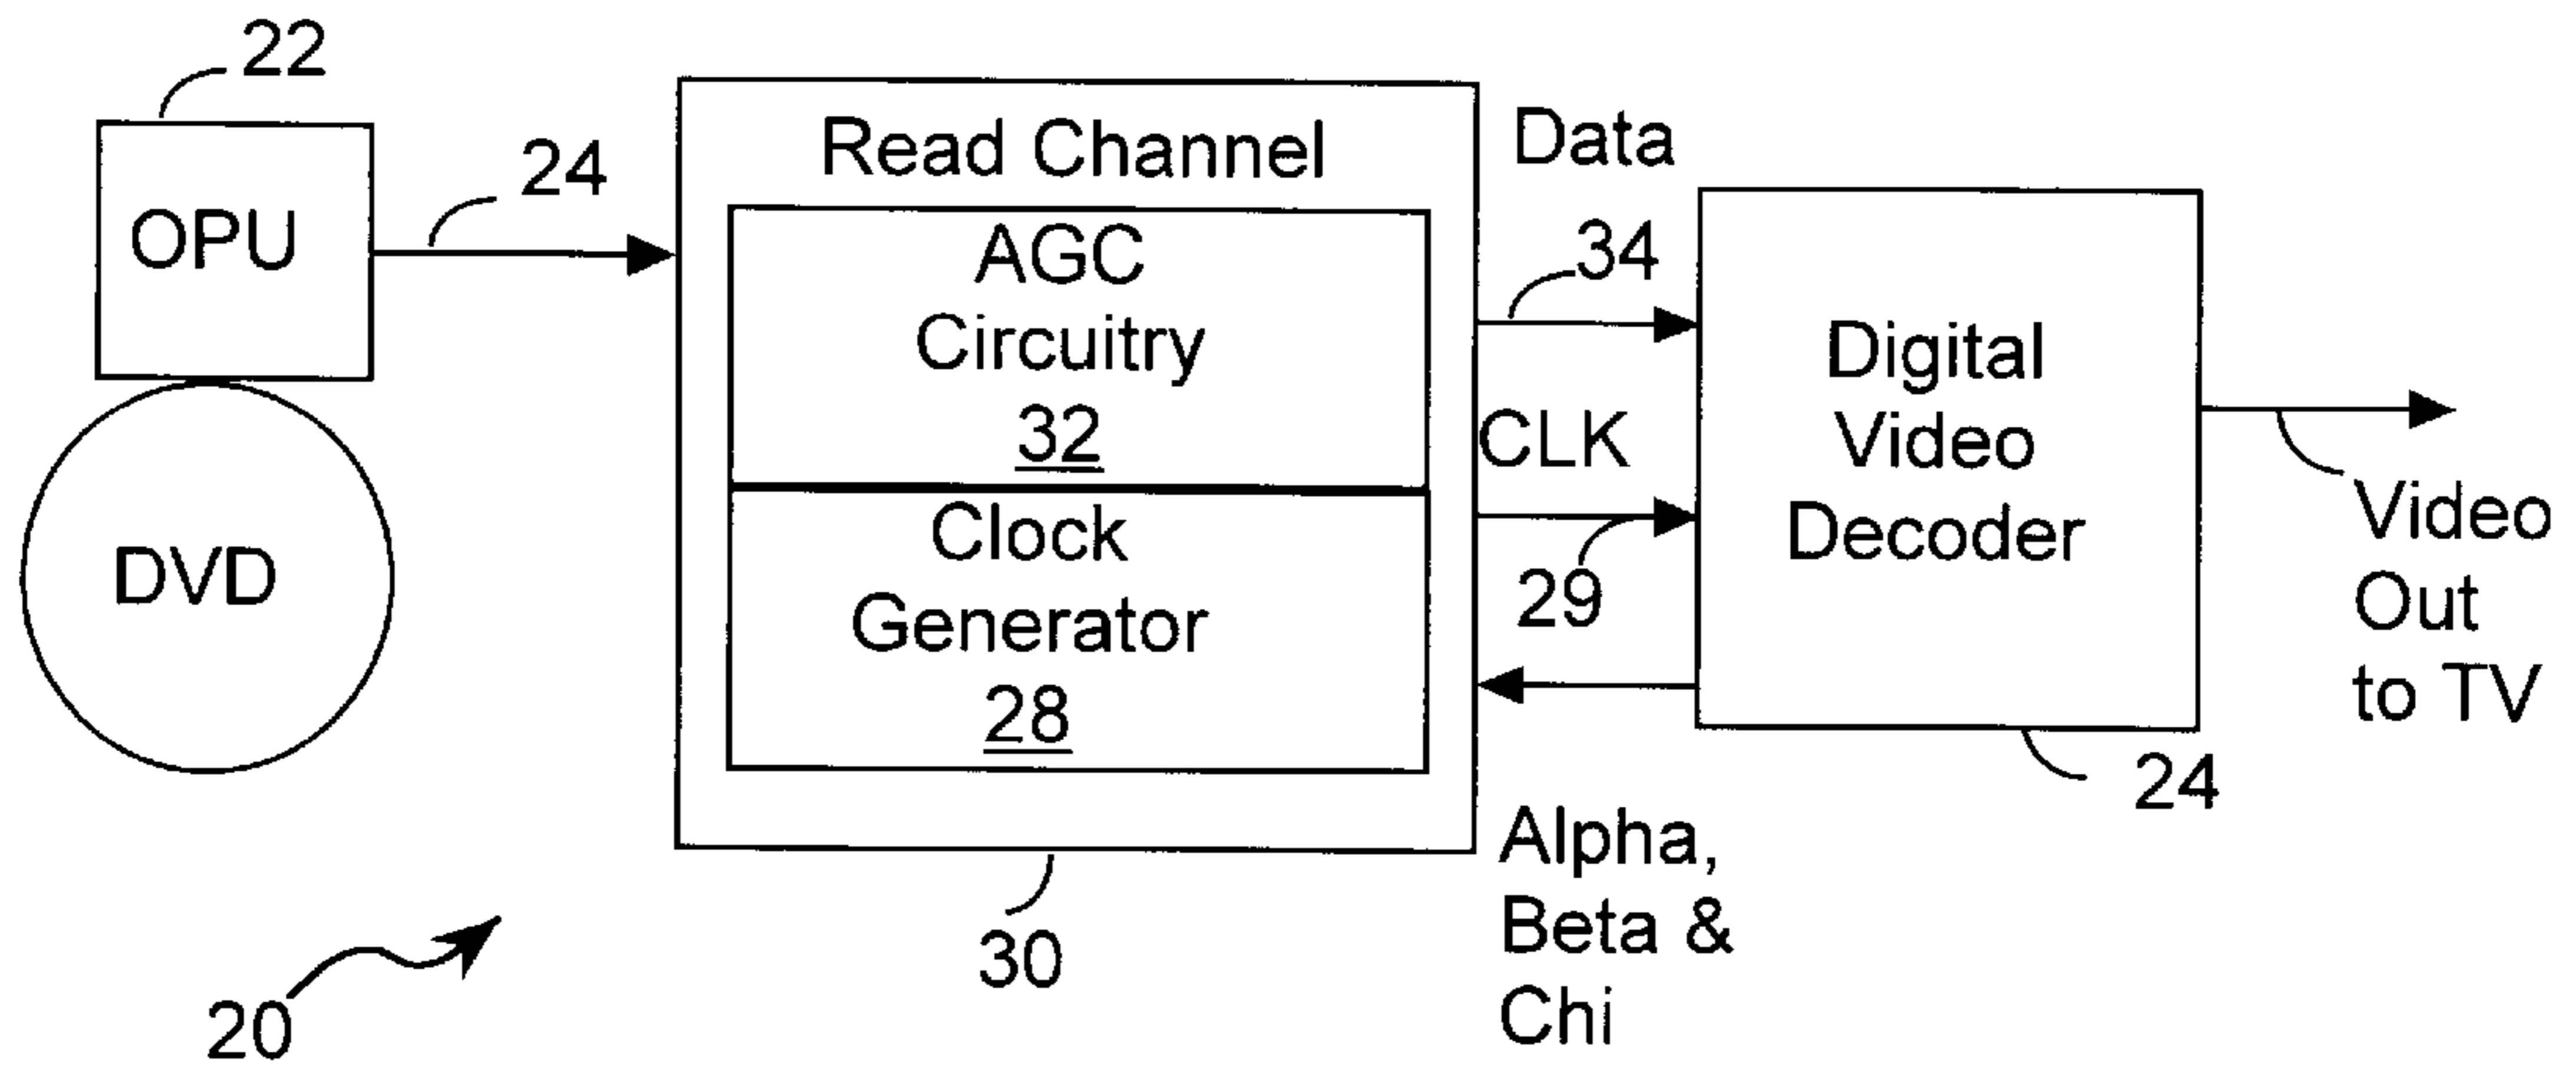 22
OPU
24
DVD
20
Read Channel
AGC
Circuitry
32
Clock
Generator
28
30
Data
34
CLK
29
Alpha,
Beta &
Chi
Digital
Video
Decoder
24
Video
Out
to TV